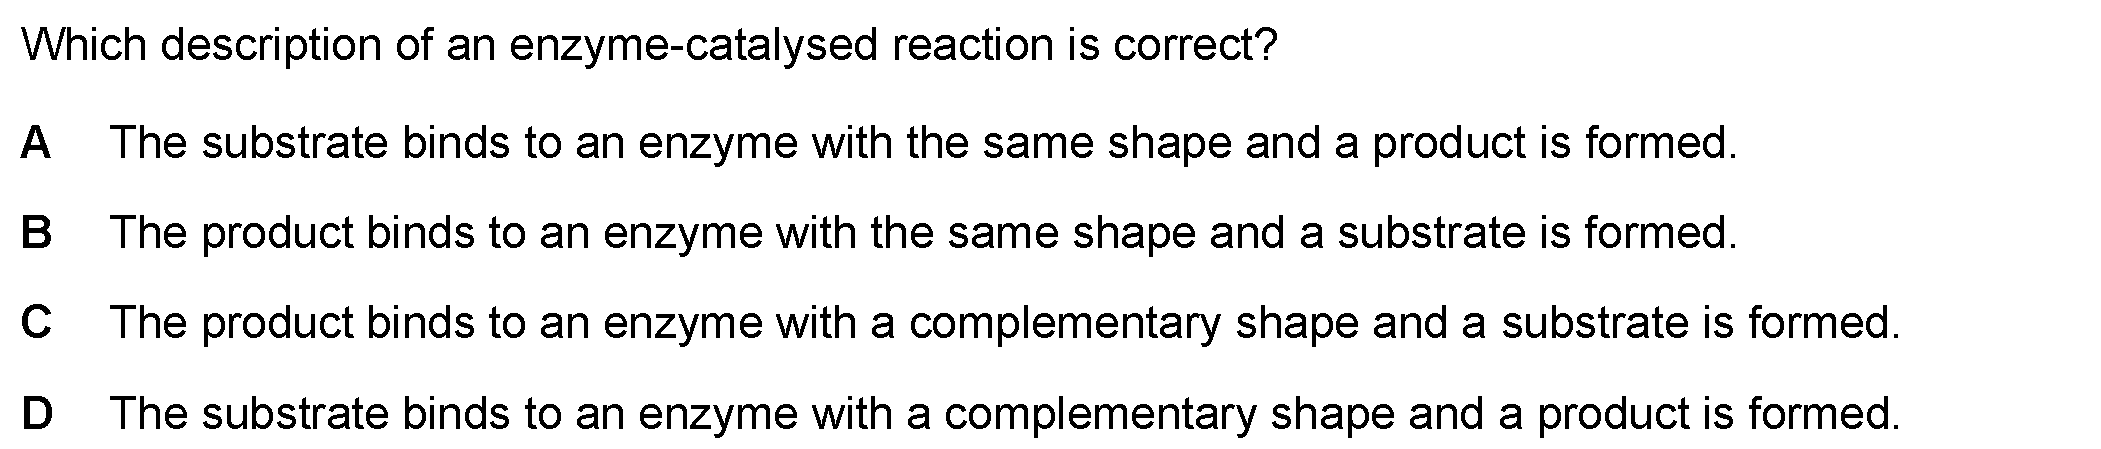 Which description of an enzyme-catalysed reaction is correct?
A The substrate binds to an enzyme with the same shape and a product is formed.
B The product binds to an enzyme with the same shape and a substrate is formed.
C The product binds to an enzyme with a complementary shape and a substrate is formed.
D The substrate binds to an enzyme with a complementary shape and a product is formed.